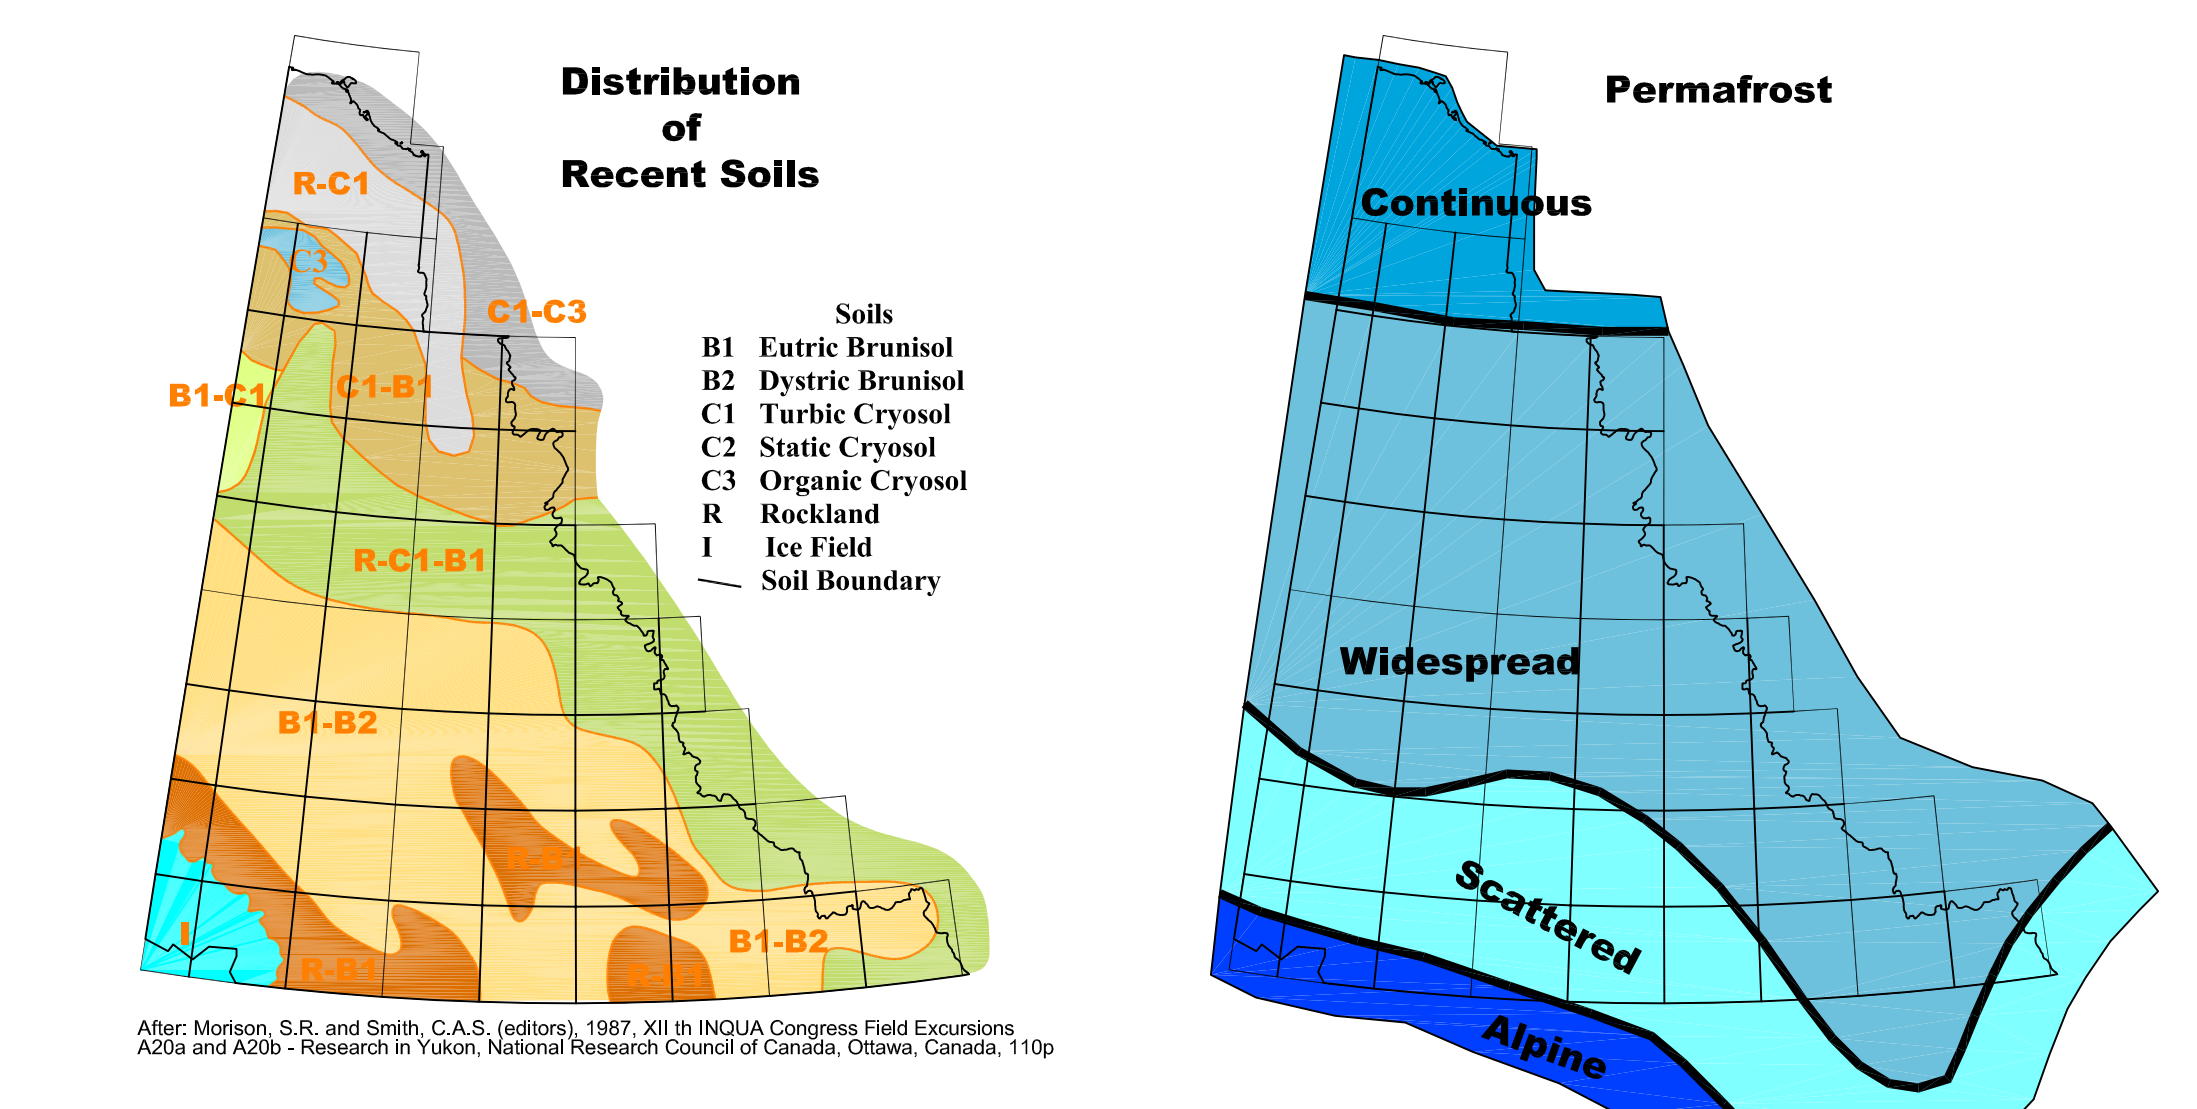 Distribution
of
Recent Soils
R-C1
C3
C1-C3
B1-C1
C1-B1
R-C1-B1
B1-B2
R-B1
B1-B2
I
R-B1
R-B1
Soils
B1 Eutric Brunisol
B2 Dystric Brunisol
C1 Turbic Cryosol
C2 Static Cryosol
C3 Organic Cryosol
R Rockland
I Ice Field
Soil Boundary
After: Morison, S.R. and Smith, C.A.S. (editors), 1987, XII th INQUA Congress Field Excursions
A20a and A20b - Research in Yukon, National Research Council of Canada, Ottawa, Canada, 110p
Permafrost
Continuous
Widespread
Scattered
Alpine